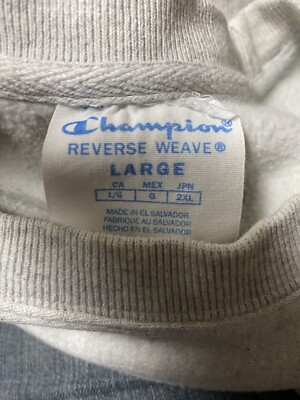 Champion
REVERSE WEAVE®
LARGE
CA MEX JPN
L/G G 2XL
MADE IN EL SALVADOR
FABRIQUÉ AU SALVADOR
HECHO EN EL SALVADOR